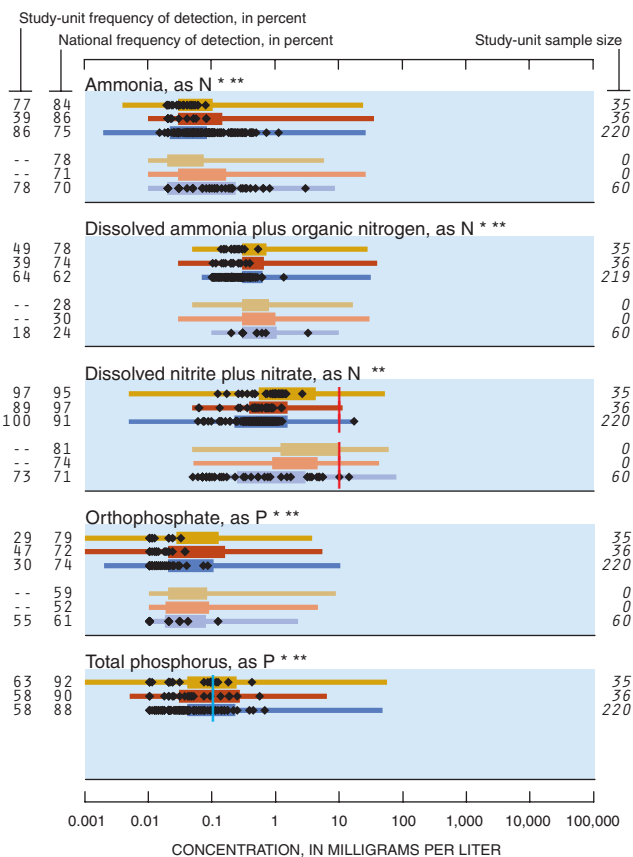 Study-unit frequency of detection, in percent
National frequency of detection, in percent
Study-unit sample size
Ammonia, as N * **
77 84 35
39 86 36
86 75 220
-- 78 0
-- 71 0
78 70 60
Dissolved ammonia plus organic nitrogen, as N * **
49 78 35
39 74 36
64 62 219
-- 28 0
-- 30 0
18 24 60
Dissolved nitrite plus nitrate, as N **
97 95 35
89 97 36
100 91 220
-- 81 0
-- 74 0
73 71 60
Orthophosphate, as P * **
29 79 35
47 72 36
30 74 220
-- 59 0
-- 52 0
55 61 60
Total phosphorus, as P * **
63 92 35
58 90 36
58 88 220
0.001 0.01 0.1 1 10 100 1,000 10,000 100,000
CONCENTRATION, IN MILLIGRAMS PER LITER